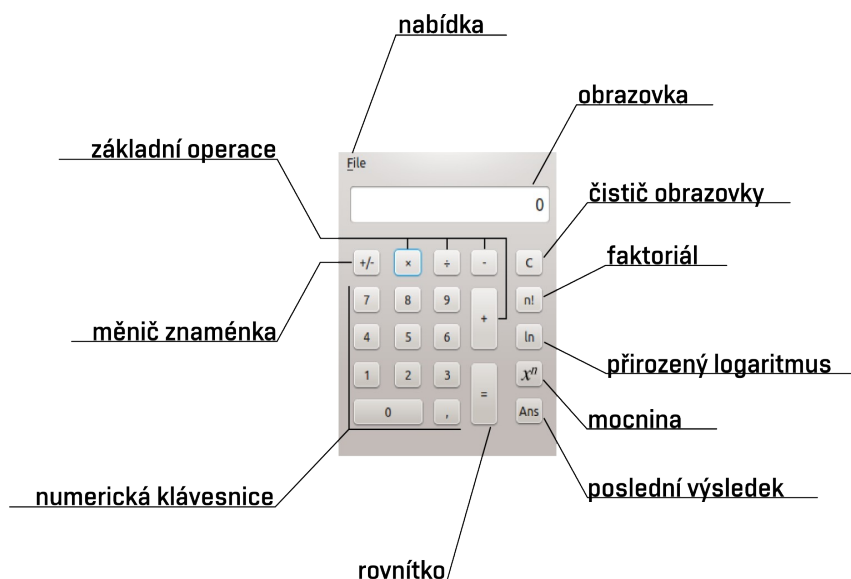 nabídka
obrazovka
základní operace
File
0
čistič obrazovky
+/- × ÷ - C
faktoriál
7 8 9 + n!
měnič znaménka
4 5 6 ln
přirozený logaritmus
1 2 3 = xⁿ
mocnina
0 , Ans
numerická klávesnice
poslední výsledek
rovnítko